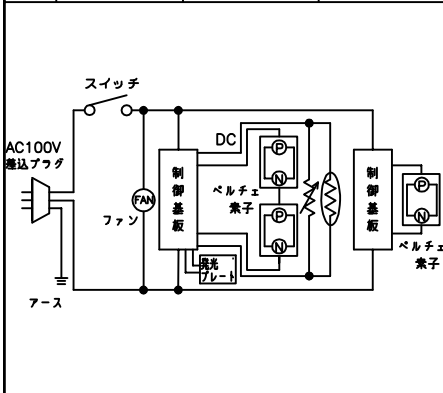 スイッチ
AC100V
差込プラグ
DC
制御基板
P
N
制御基板
P
N
FAN
ファン
ペルチェ
素子
P
N
ペルチェ
素子
発光
プレート
アース